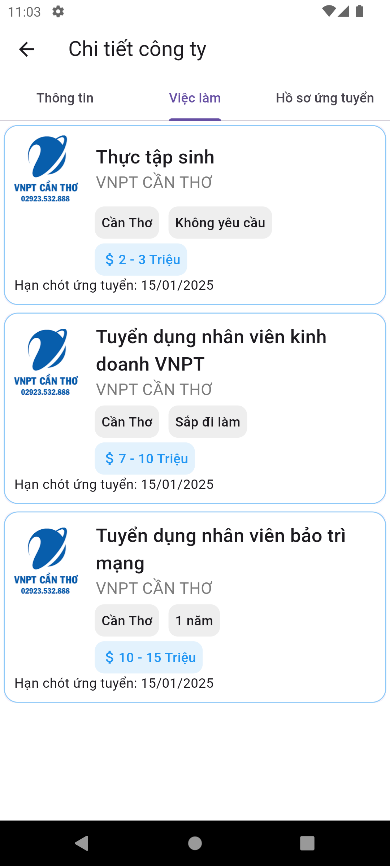 11:03
Chi tiết công ty
Thông tin
Việc làm
Hồ sơ ứng tuyển
VNPT CẦN THƠ
02923.532.888
Thực tập sinh
VNPT CẦN THƠ
Cần Thơ
Không yêu cầu
$ 2 - 3 Triệu
Hạn chót ứng tuyển: 15/01/2025
VNPT CẦN THƠ
02923.532.888
Tuyển dụng nhân viên kinh
doanh VNPT
VNPT CẦN THƠ
Cần Thơ
Sắp đi làm
$ 7 - 10 Triệu
Hạn chót ứng tuyển: 15/01/2025
VNPT CẦN THƠ
02923.532.888
Tuyển dụng nhân viên bảo trì
mạng
VNPT CẦN THƠ
Cần Thơ
1 năm
$ 10 - 15 Triệu
Hạn chót ứng tuyển: 15/01/2025